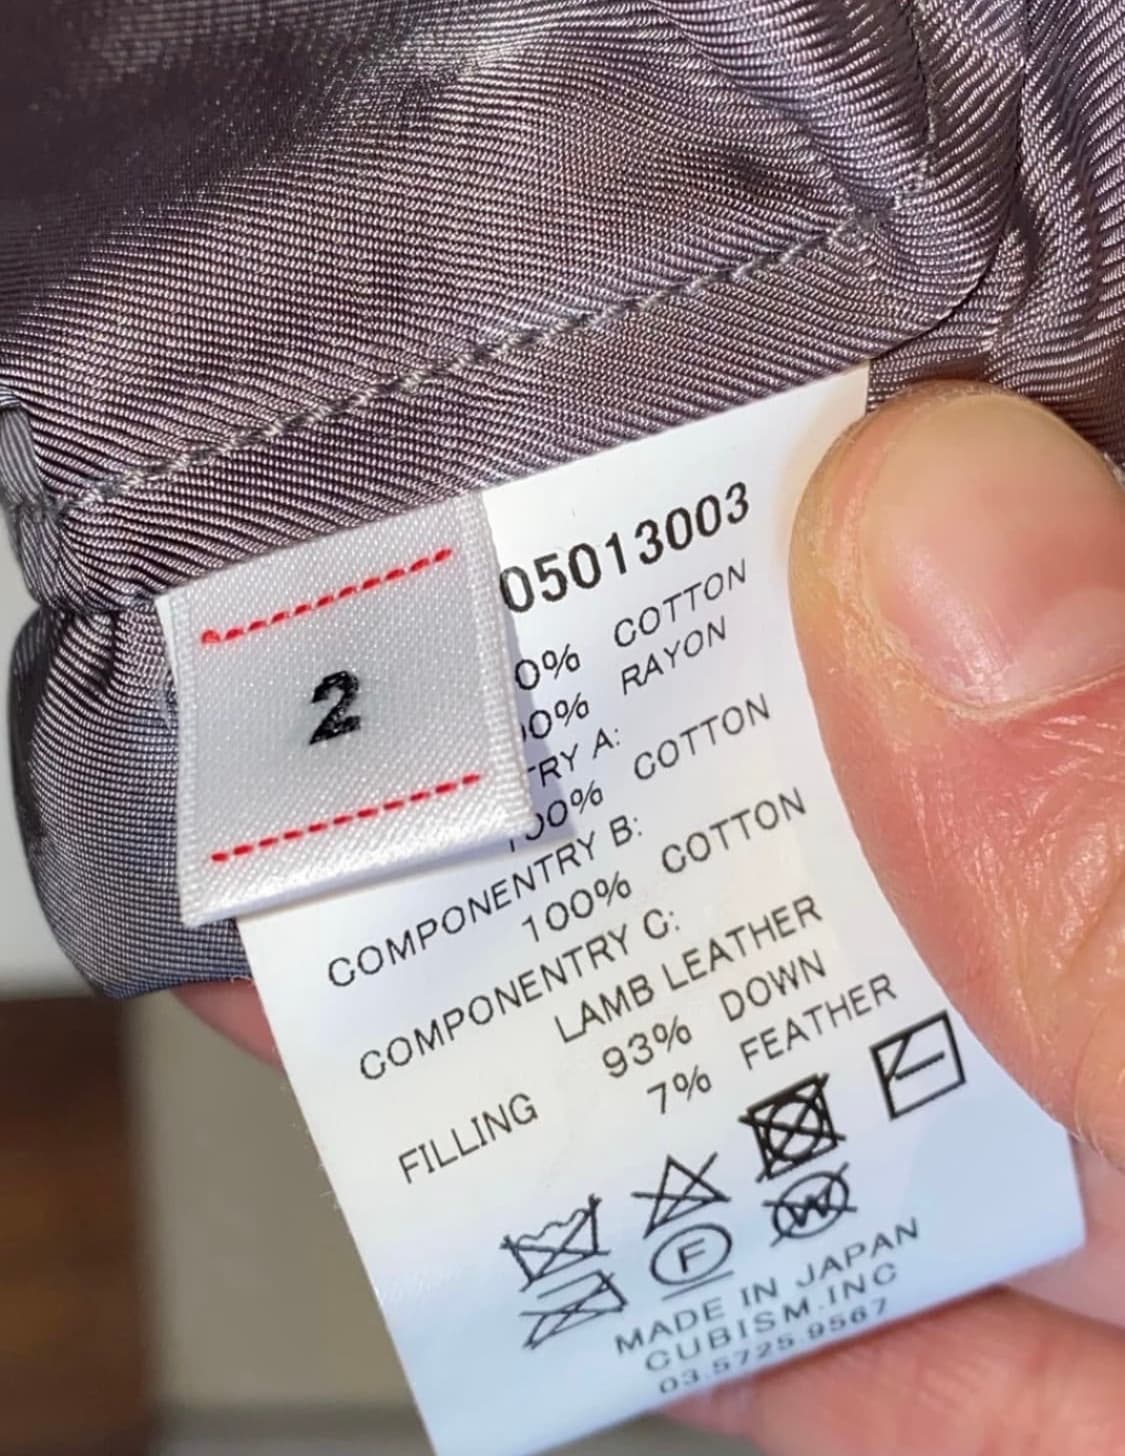 2
05013003
0% COTTON
0% RAYON
RY A:
00% COTTON
COMPONENTRY B:
100% COTTON
COMPONENTRY C:
LAMB LEATHER
FILLING 93% DOWN
7% FEATHER
F
W
MADE IN JAPAN
CUBISM.INC
03.5725.9567